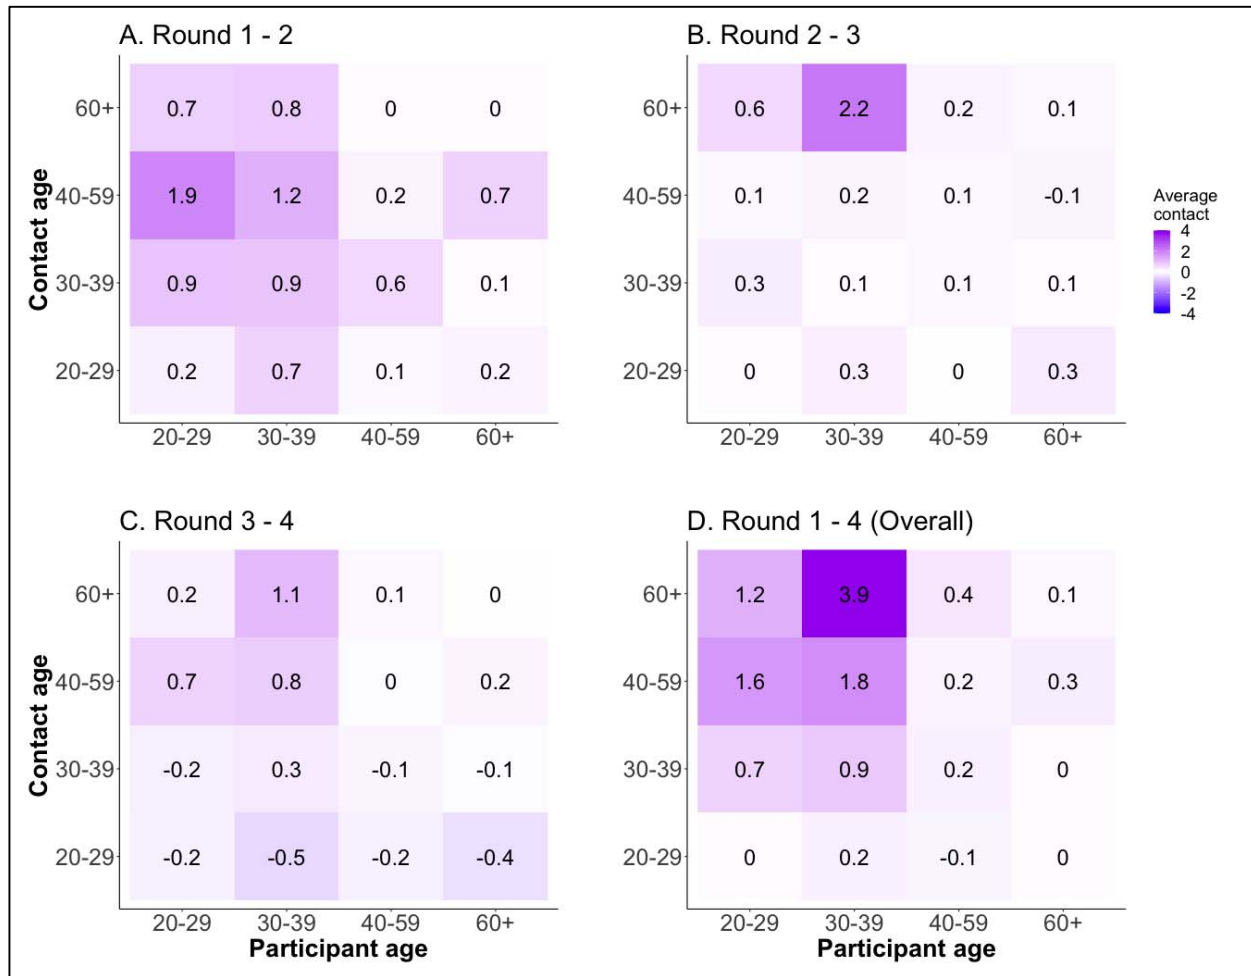 A. Round 1 - 2
Contact age
60+ 0.7 0.8 0 0
40-59 1.9 1.2 0.2 0.7
30-39 0.9 0.9 0.6 0.1
20-29 0.2 0.7 0.1 0.2
20-29 30-39 40-59 60+
B. Round 2 - 3
60+ 0.6 2.2 0.2 0.1
40-59 0.1 0.2 0.1 -0.1
30-39 0.3 0.1 0.1 0.1
20-29 0 0.3 0 0.3
20-29 30-39 40-59 60+
Average
contact
4
2
0
-2
-4
C. Round 3 - 4
Contact age
60+ 0.2 1.1 0.1 0
40-59 0.7 0.8 0 0.2
30-39 -0.2 0.3 -0.1 -0.1
20-29 -0.2 -0.5 -0.2 -0.4
20-29 30-39 40-59 60+
Participant age
D. Round 1 - 4 (Overall)
60+ 1.2 3.9 0.4 0.1
40-59 1.6 1.8 0.2 0.3
30-39 0.7 0.9 0.2 0
20-29 0 0.2 -0.1 0
20-29 30-39 40-59 60+
Participant age